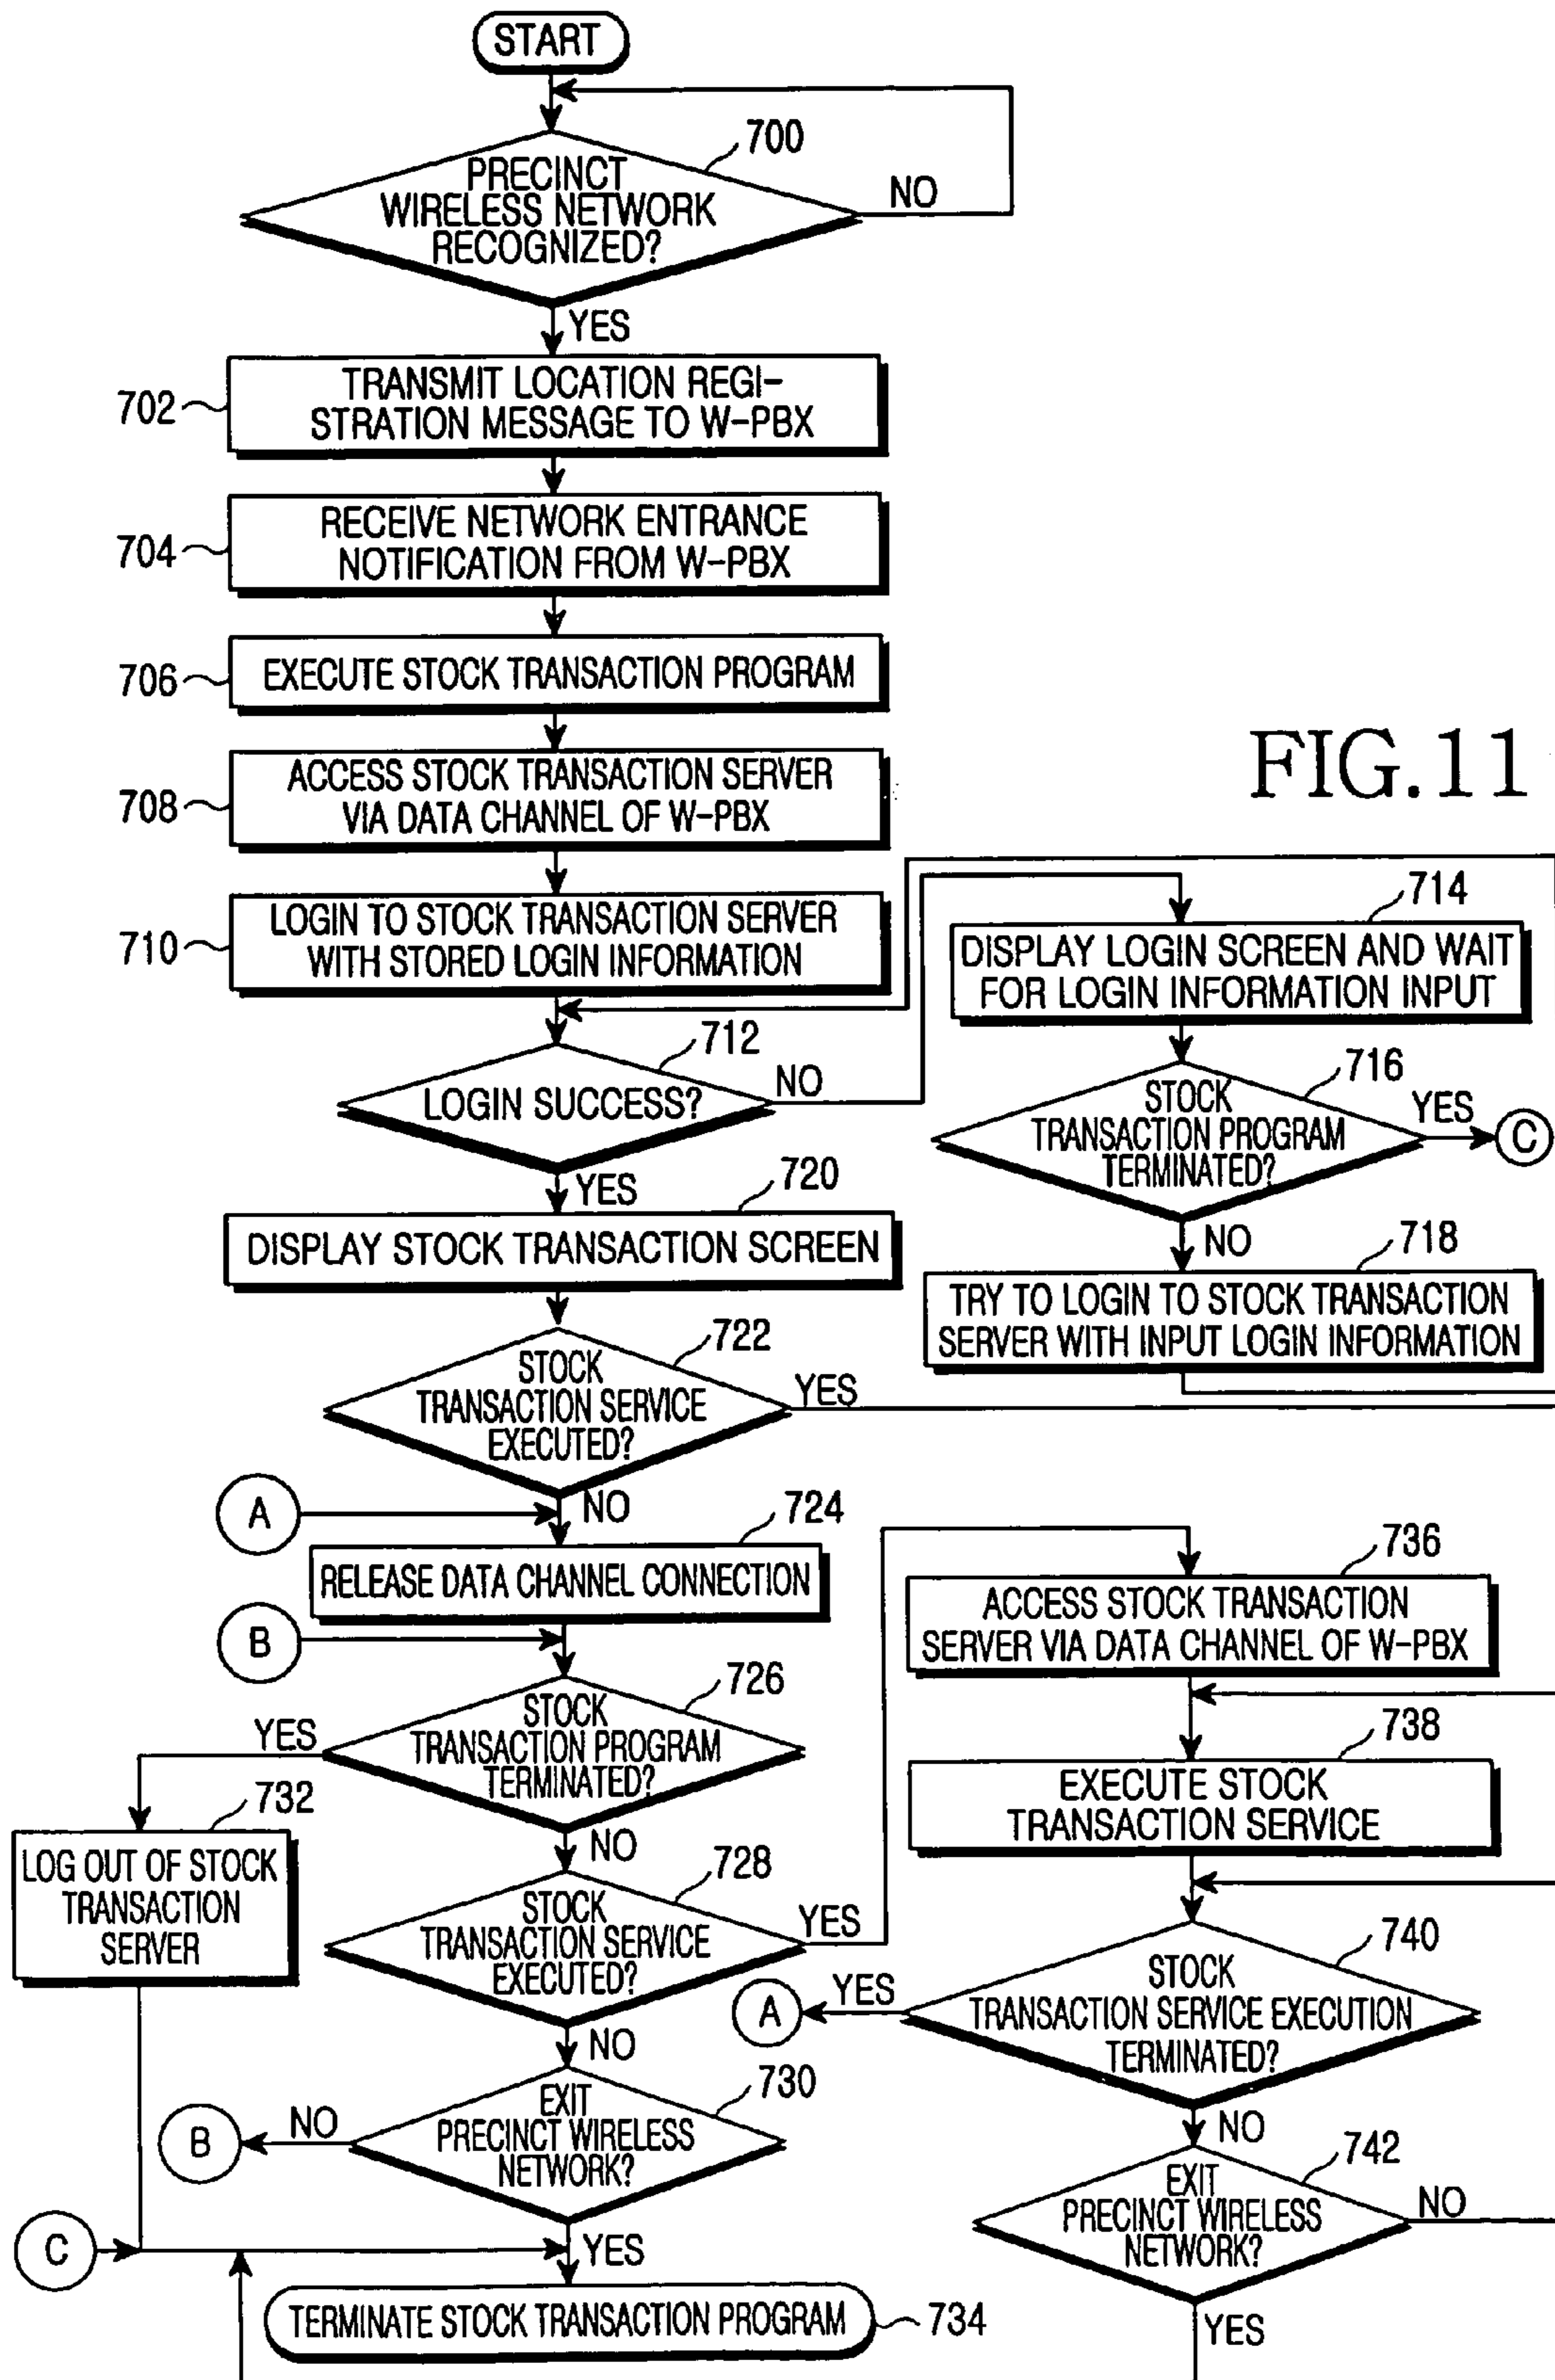 START
700
PRECINCT
WIRELESS NETWORK
RECOGNIZED?
NO
YES
702
TRANSMIT LOCATION REGI-
STRATION MESSAGE TO W-PBX
704
RECEIVE NETWORK ENTRANCE
NOTIFICATION FROM W-PBX
706
EXECUTE STOCK TRANSACTION PROGRAM
FIG.11
708
ACCESS STOCK TRANSACTION SERVER
VIA DATA CHANNEL OF W-PBX
710
LOGIN TO STOCK TRANSACTION SERVER
WITH STORED LOGIN INFORMATION
712
LOGIN SUCCESS?
NO
YES
714
DISPLAY LOGIN SCREEN AND WAIT
FOR LOGIN INFORMATION INPUT
716
STOCK
TRANSACTION PROGRAM
TERMINATED?
YES
C
NO
718
TRY TO LOGIN TO STOCK TRANSACTION
SERVER WITH INPUT LOGIN INFORMATION
720
DISPLAY STOCK TRANSACTION SCREEN
722
STOCK
TRANSACTION SERVICE
EXECUTED?
YES
NO
A
724
RELEASE DATA CHANNEL CONNECTION
B
726
STOCK
TRANSACTION PROGRAM
TERMINATED?
YES
NO
732
LOG OUT OF STOCK
TRANSACTION
SERVER
728
STOCK
TRANSACTION SERVICE
EXECUTED?
YES
NO
730
EXIT
PRECINCT WIRELESS
NETWORK?
NO
B
YES
C
TERMINATE STOCK TRANSACTION PROGRAM
734
736
ACCESS STOCK TRANSACTION
SERVER VIA DATA CHANNEL OF W-PBX
738
EXECUTE STOCK
TRANSACTION SERVICE
740
STOCK
TRANSACTION SERVICE EXECUTION
TERMINATED?
YES
A
NO
742
EXIT
PRECINCT WIRELESS
NETWORK?
NO
YES